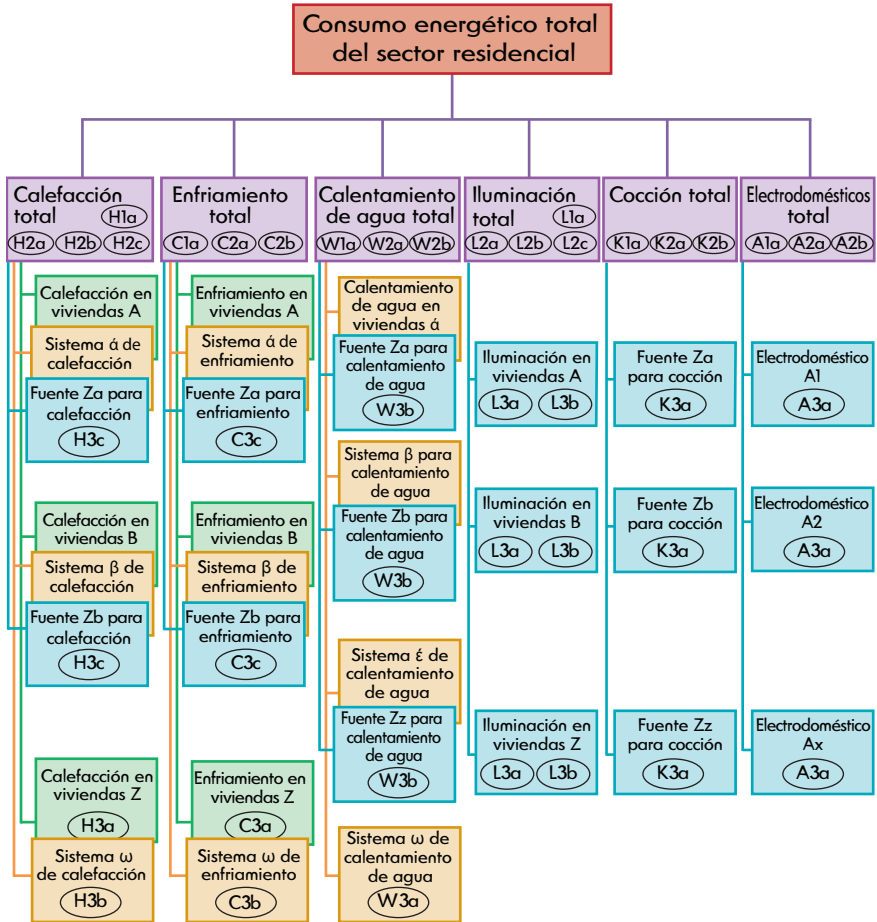 Consumo energético total
del sector residencial
Calefacción
total
H1a
H2a H2b H2c
Enfriamiento
total
C1a C2a C2b
Calentamiento
de agua total
W1a W2a W2b
Iluminación
total
L1a
L2a L2b L2c
Cocción total
K1a K2a K2b
Electrodomésticos
total
A1a A2a A2b
Calefacción en
viviendas A
Sistema ά de
calefacción
Fuente Za para
calefacción
H3c
Calefacción en
viviendas B
Sistema β de
calefacción
Fuente Zb para
calefacción
H3c
Calefacción en
viviendas Z
H3a
Sistema ω
de calefacción
H3b
Enfriamiento en
viviendas A
Sistema ά de
enfriamiento
Fuente Za para
enfriamiento
C3c
Enfriamiento en
viviendas B
Sistema β de
enfriamiento
Fuente Zb para
enfriamiento
C3c
Enfriamiento en
viviendas Z
C3a
Sistema ω de
enfriamiento
C3b
Calentamiento
de agua en
viviendas ά
Fuente Za para
calentamiento
de agua
W3b
Sistema β para
calentamiento
de agua
Fuente Zb para
calentamiento
de agua
W3b
Sistema έ de
calentamiento
de agua
Fuente Zz para
calentamiento
de agua
W3b
Sistema ω de
calentamiento
de agua
W3a
Iluminación en
viviendas A
L3a L3b
Iluminación en
viviendas B
L3a L3b
Iluminación en
viviendas Z
L3a L3b
Fuente Za
para cocción
K3a
Fuente Zb
para cocción
K3a
Fuente Zz
para cocción
K3a
Electrodoméstico
A1
A3a
Electrodoméstico
A2
A3a
Electrodoméstico
Ax
A3a